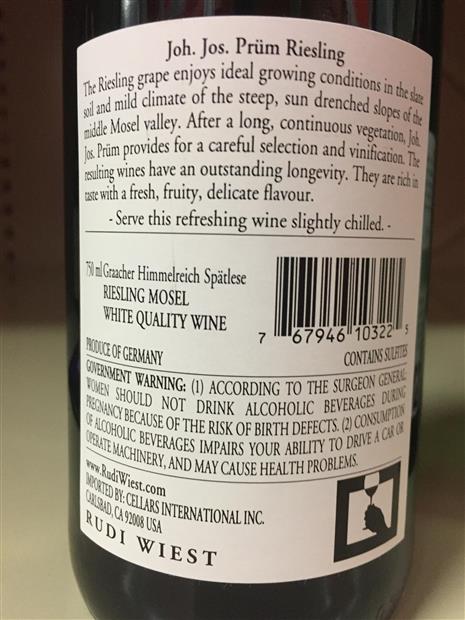 Joh. Jos. Prüm Riesling
The Riesling grape enjoys ideal growing conditions in the slate
soil and mild climate of the steep, sun drenched slopes of the
middle Mosel valley. After a long, continuous vegetation, Joh.
Jos. Prüm provides for a careful selection and vinification. The
resulting wines have an outstanding longevity. They are rich in
taste with a fresh, fruity, delicate flavour.
- Serve this refreshing wine slightly chilled. -
750 ml Graacher Himmelreich Spätlese
RIESLING MOSEL
WHITE QUALITY WINE
7 67946 10322 5
PRODUCE OF GERMANY CONTAINS SULFITES
GOVERNMENT WARNING: (1) ACCORDING TO THE SURGEON GENERAL,
WOMEN SHOULD NOT DRINK ALCOHOLIC BEVERAGES DURING
PREGNANCY BECAUSE OF THE RISK OF BIRTH DEFECTS. (2) CONSUMPTION
OF ALCOHOLIC BEVERAGES IMPAIRS YOUR ABILITY TO DRIVE A CAR OR
OPERATE MACHINERY, AND MAY CAUSE HEALTH PROBLEMS.
www.RudiWiest.com
IMPORTED BY: CELLARS INTERNATIONAL INC.
CARLSBAD, CA 92008 USA
RUDI WIEST